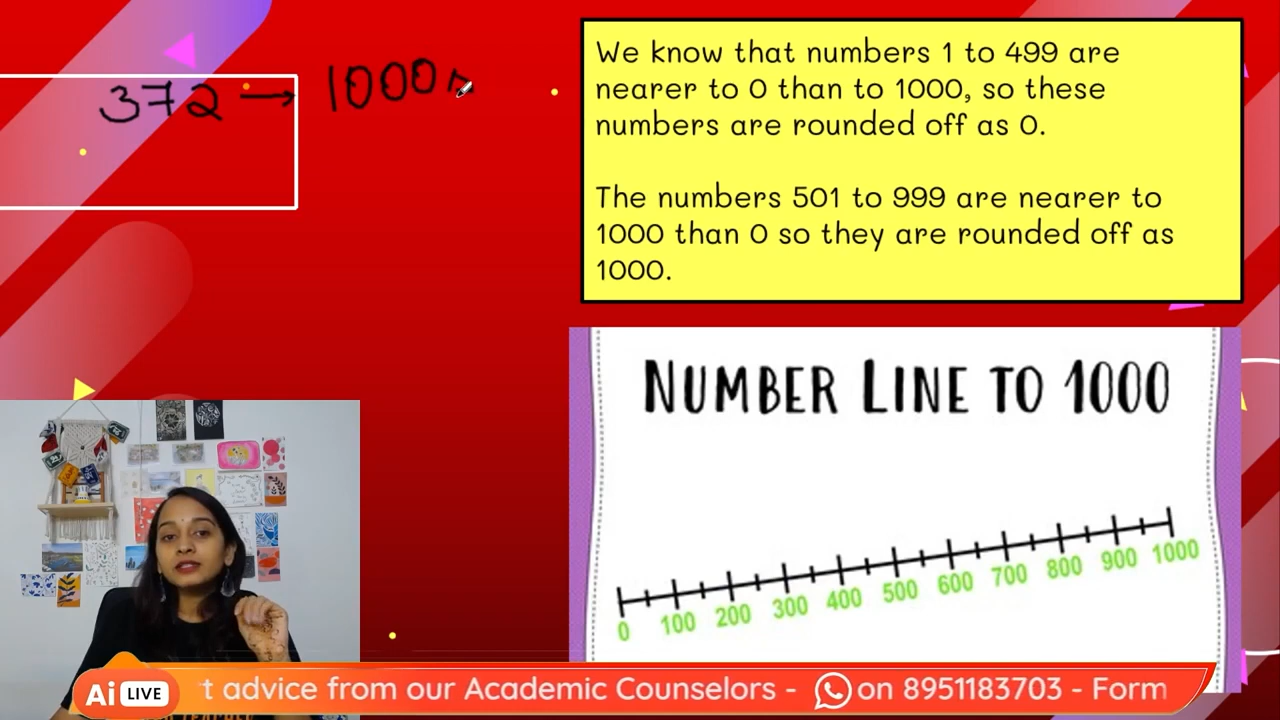 372 → 1000
We know that numbers 1 to 499 are
nearer to 0 than to 1000, so these
numbers are rounded off as 0.
The numbers 501 to 999 are nearer to
1000 than 0 so they are rounded off as
1000.
NUMBER LINE TO 1000
0 100 200 300 400 500 600 700 800 900 1000
Ai LIVE
t advice from our Academic Counselors - on 8951183703 - Form